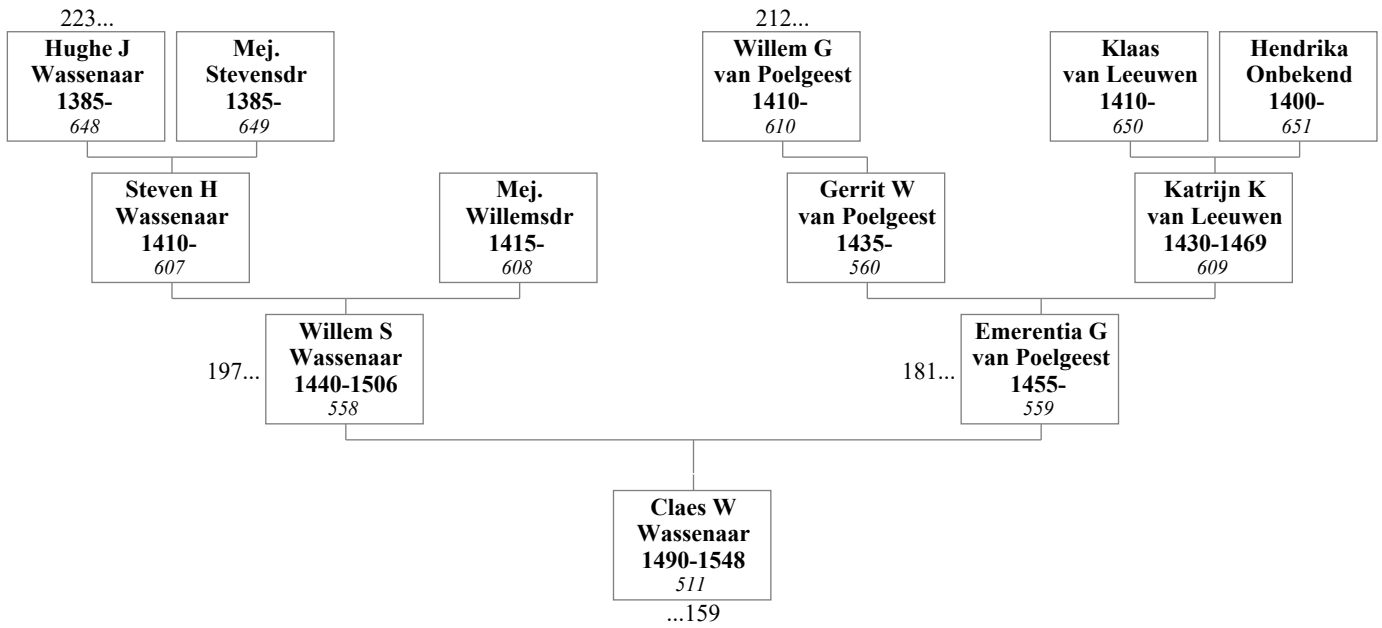 223...
Hughe J
Wassenaar
1385-
648
Mej.
Stevensdr
1385-
649
212...
Willem G
van Poelgeest
1410-
610
Klaas
van Leeuwen
1410-
650
Hendrika
Onbekend
1400-
651
Steven H
Wassenaar
1410-
607
Mej.
Willemsdr
1415-
608
Gerrit W
van Poelgeest
1435-
560
Katrijn K
van Leeuwen
1430-1469
609
197...
Willem S
Wassenaar
1440-1506
558
181...
Emerentia G
van Poelgeest
1455-
559
Claes W
Wassenaar
1490-1548
511
...159